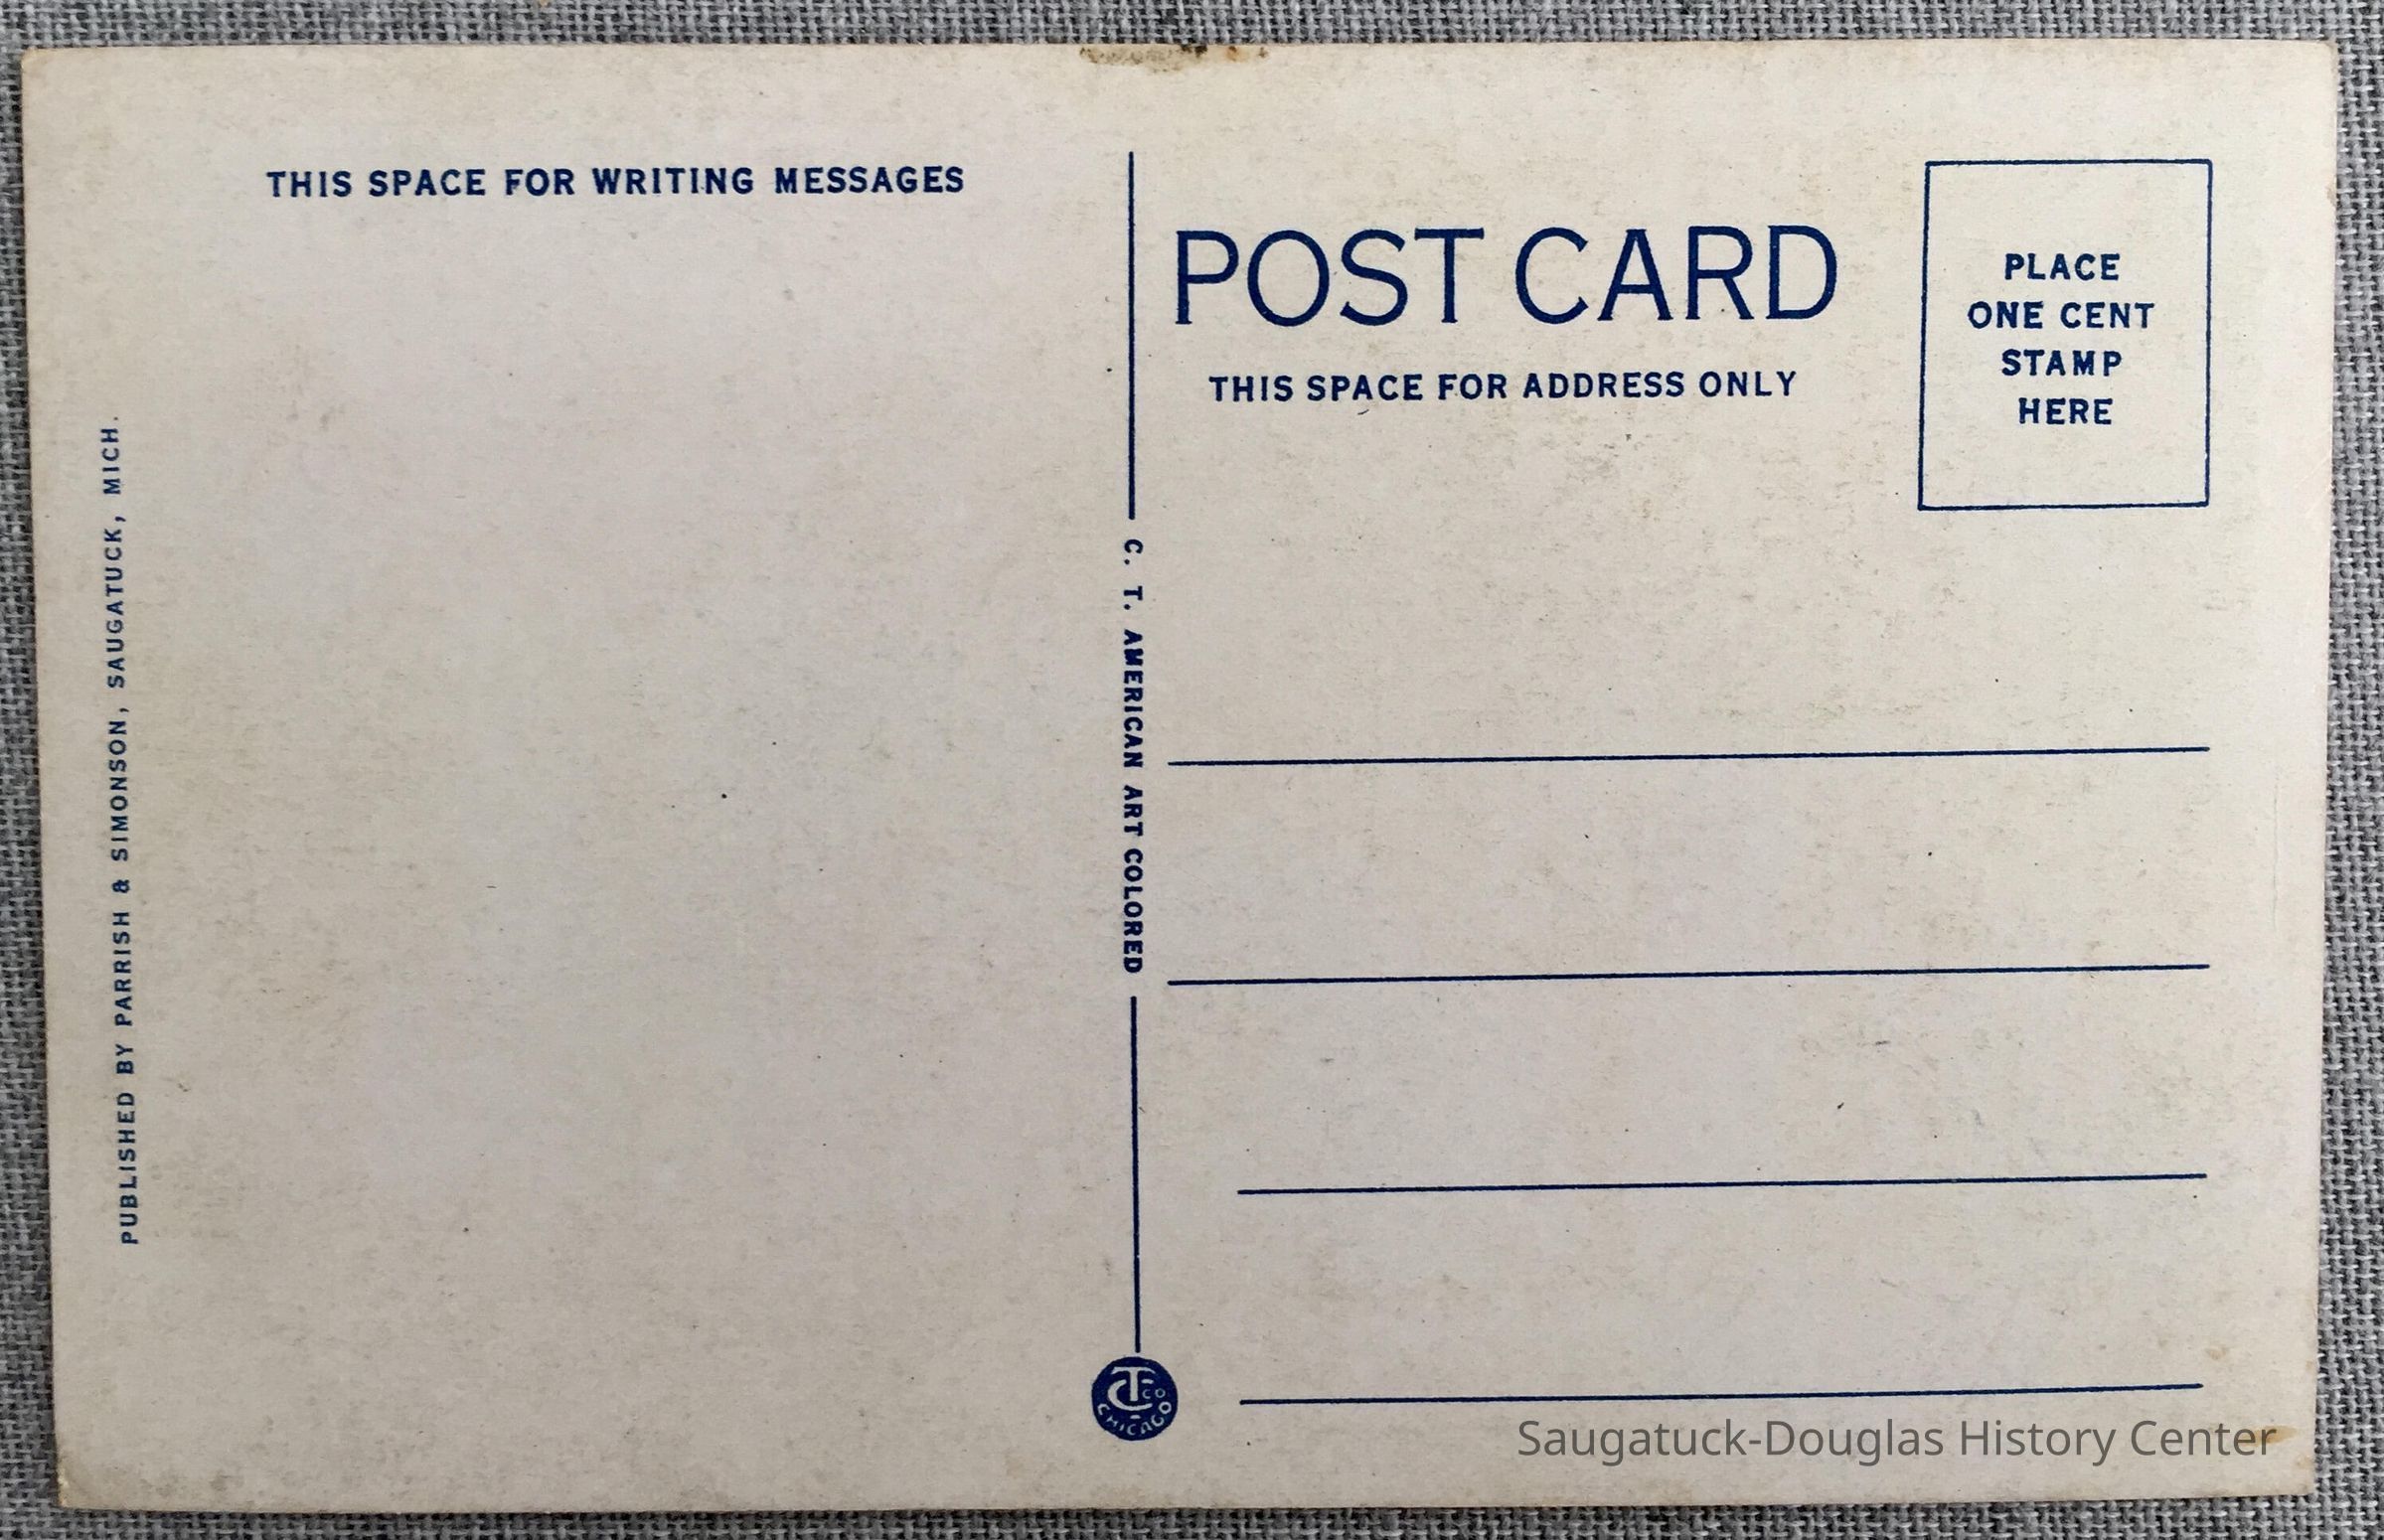 THIS SPACE FOR WRITING MESSAGES
POST CARD
THIS SPACE FOR ADDRESS ONLY
PLACE
ONE CENT
STAMP
HERE
PUBLISHED BY PARRISH & SIMONSON, SAUGATUCK, MICH.
C. T. AMERICAN ART COLORED
CT CO
CHICAGO
Saugatuck-Douglas History Center